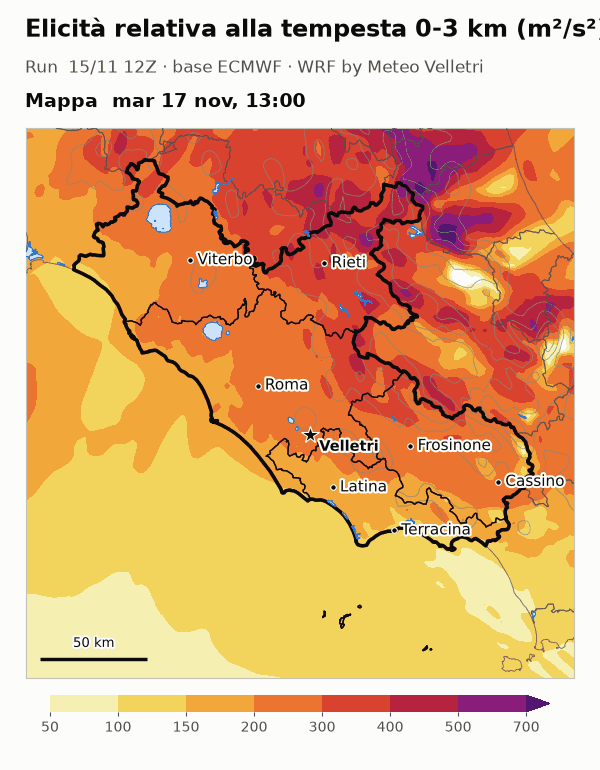 Elicità relativa alla tempesta 0-3 km (m²/s²)
Run  15/11 12Z · base ECMWF · WRF by Meteo Velletri
Mappa  mar 17 nov, 13:00
Viterbo
Rieti
Roma
Velletri
Frosinone
Latina
Cassino
Terracina
50 km
50 100 150 200 300 400 500 700